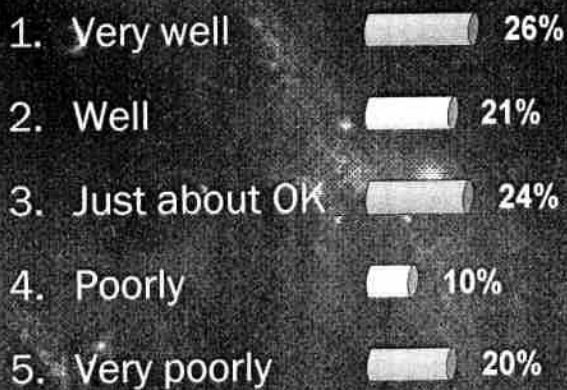 1. Very well 26%
2. Well 21%
3. Just about OK 24%
4. Poorly 10%
5. Very poorly 20%